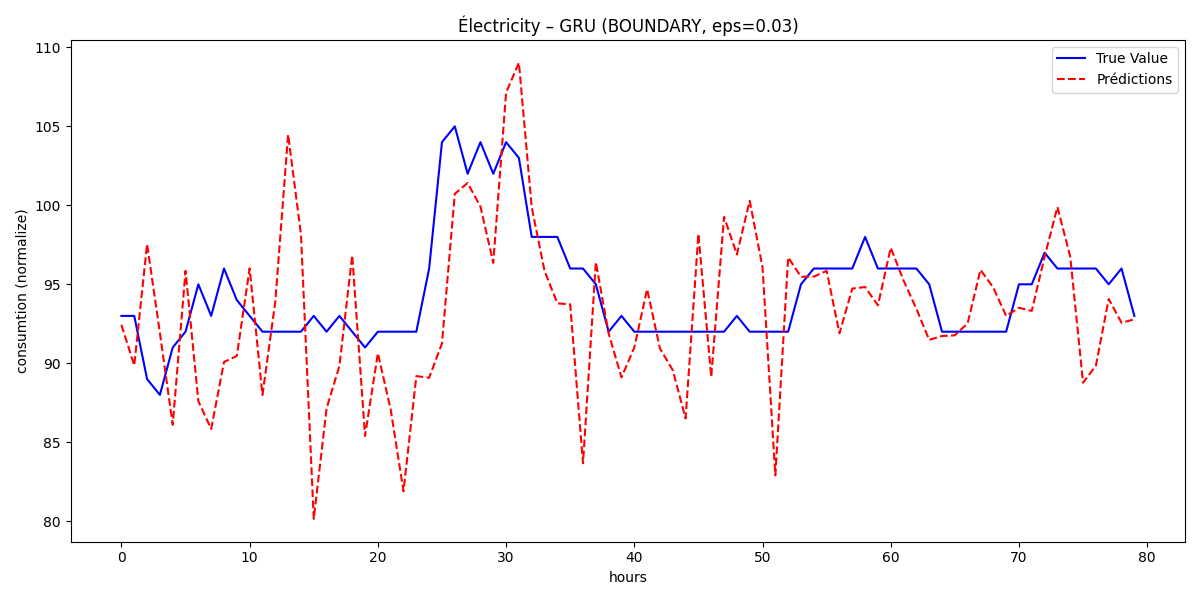 Électricity – GRU (BOUNDARY, eps=0.03)
True Value
Prédictions
consumtion (normalize)
110
105
100
95
90
85
80
0 10 20 30 40 50 60 70 80
hours